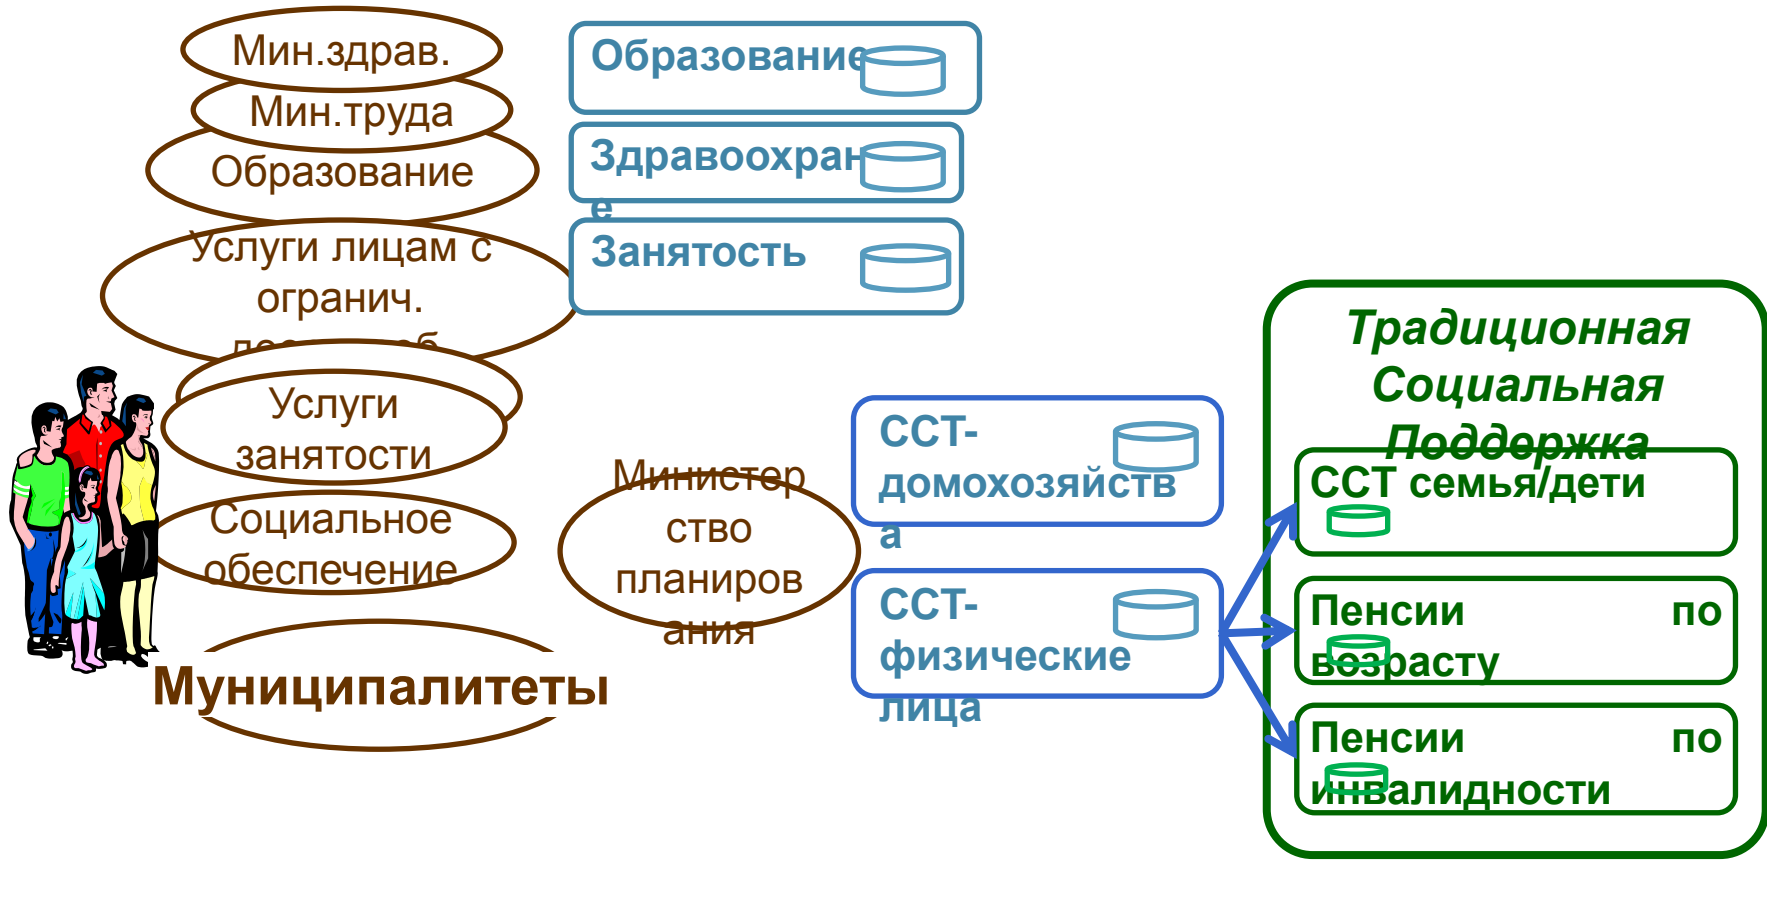 Мин.здрав.
Мин.труда
Образование
Услуги лицам с
огранич.
Услуги
занятости
Социальное
обеспечение
Муниципалитеты
Министер
ство
планиров
ания
Образование
Здравоохран
е
Занятость
ССТ-
домохозяйств
а
ССТ-
физические
лица
Традиционная
Социальная
Поддержка
ССТ семья/дети
Пенсии по
возрасту
Пенсии по
инвалидности